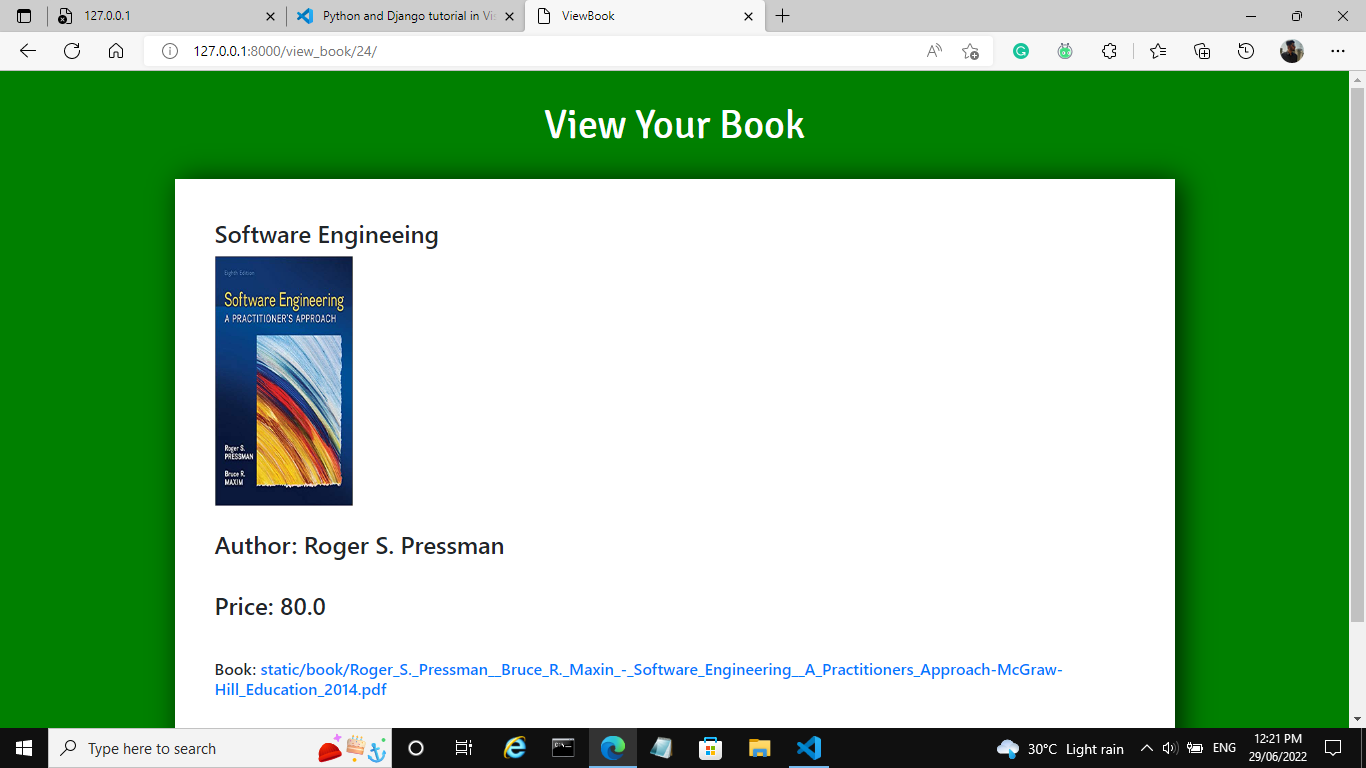 127.0.0.1
Python and Django tutorial in Vis
ViewBook
127.0.0.1:8000/view_book/24/
View Your Book
Software Engineeing
Eighth Edition
Software Engineering
A PRACTITIONER'S APPROACH
Roger S.
PRESSMAN
Bruce R.
MAXIM
Author: Roger S. Pressman
Price: 80.0
Book: static/book/Roger_S._Pressman__Bruce_R._Maxin_-_Software_Engineering__A_Practitioners_Approach-McGraw-
Hill_Education_2014.pdf
Type here to search
30°C Light rain
ENG
12:21 PM
29/06/2022